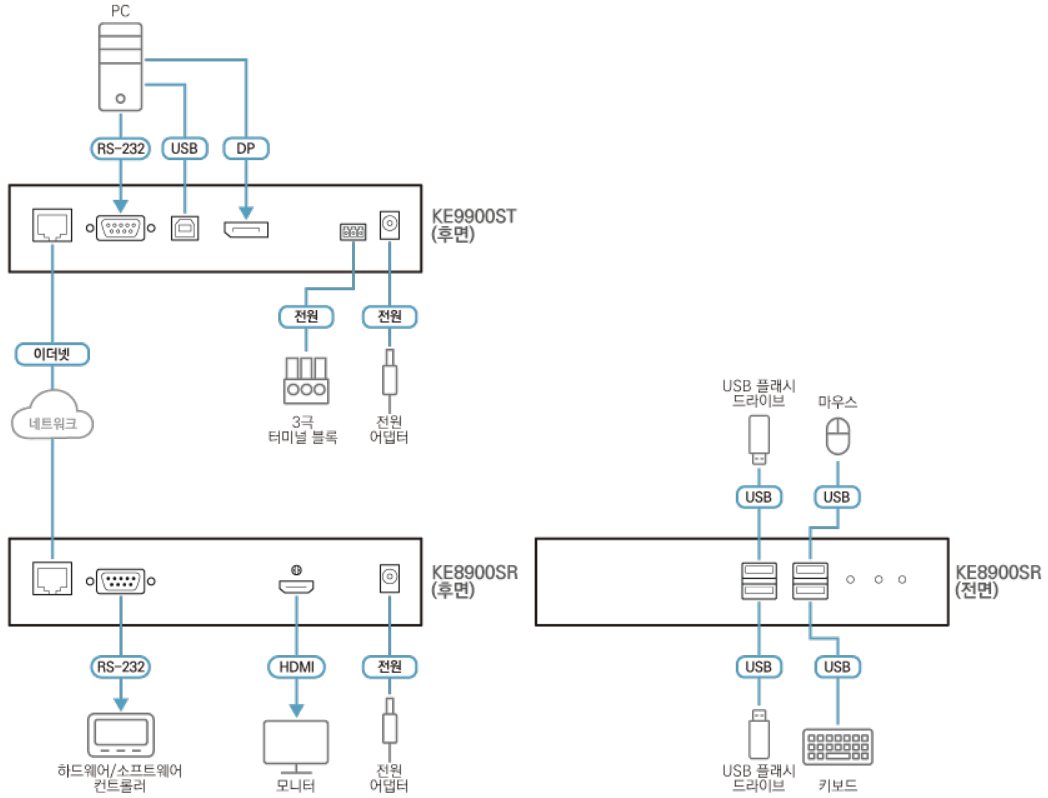 PC
RS-232
USB
DP
KE9900ST
(후면)
전원
전원
이더넷
네트워크
3극
터미널 블록
전원
어댑터
KE8900SR
(후면)
RS-232
HDMI
전원
하드웨어/소프트웨어
컨트롤러
모니터
전원
어댑터
USB 플래시
드라이브
마우스
USB
USB
KE8900SR
(전면)
USB
USB
USB 플래시
드라이브
키보드